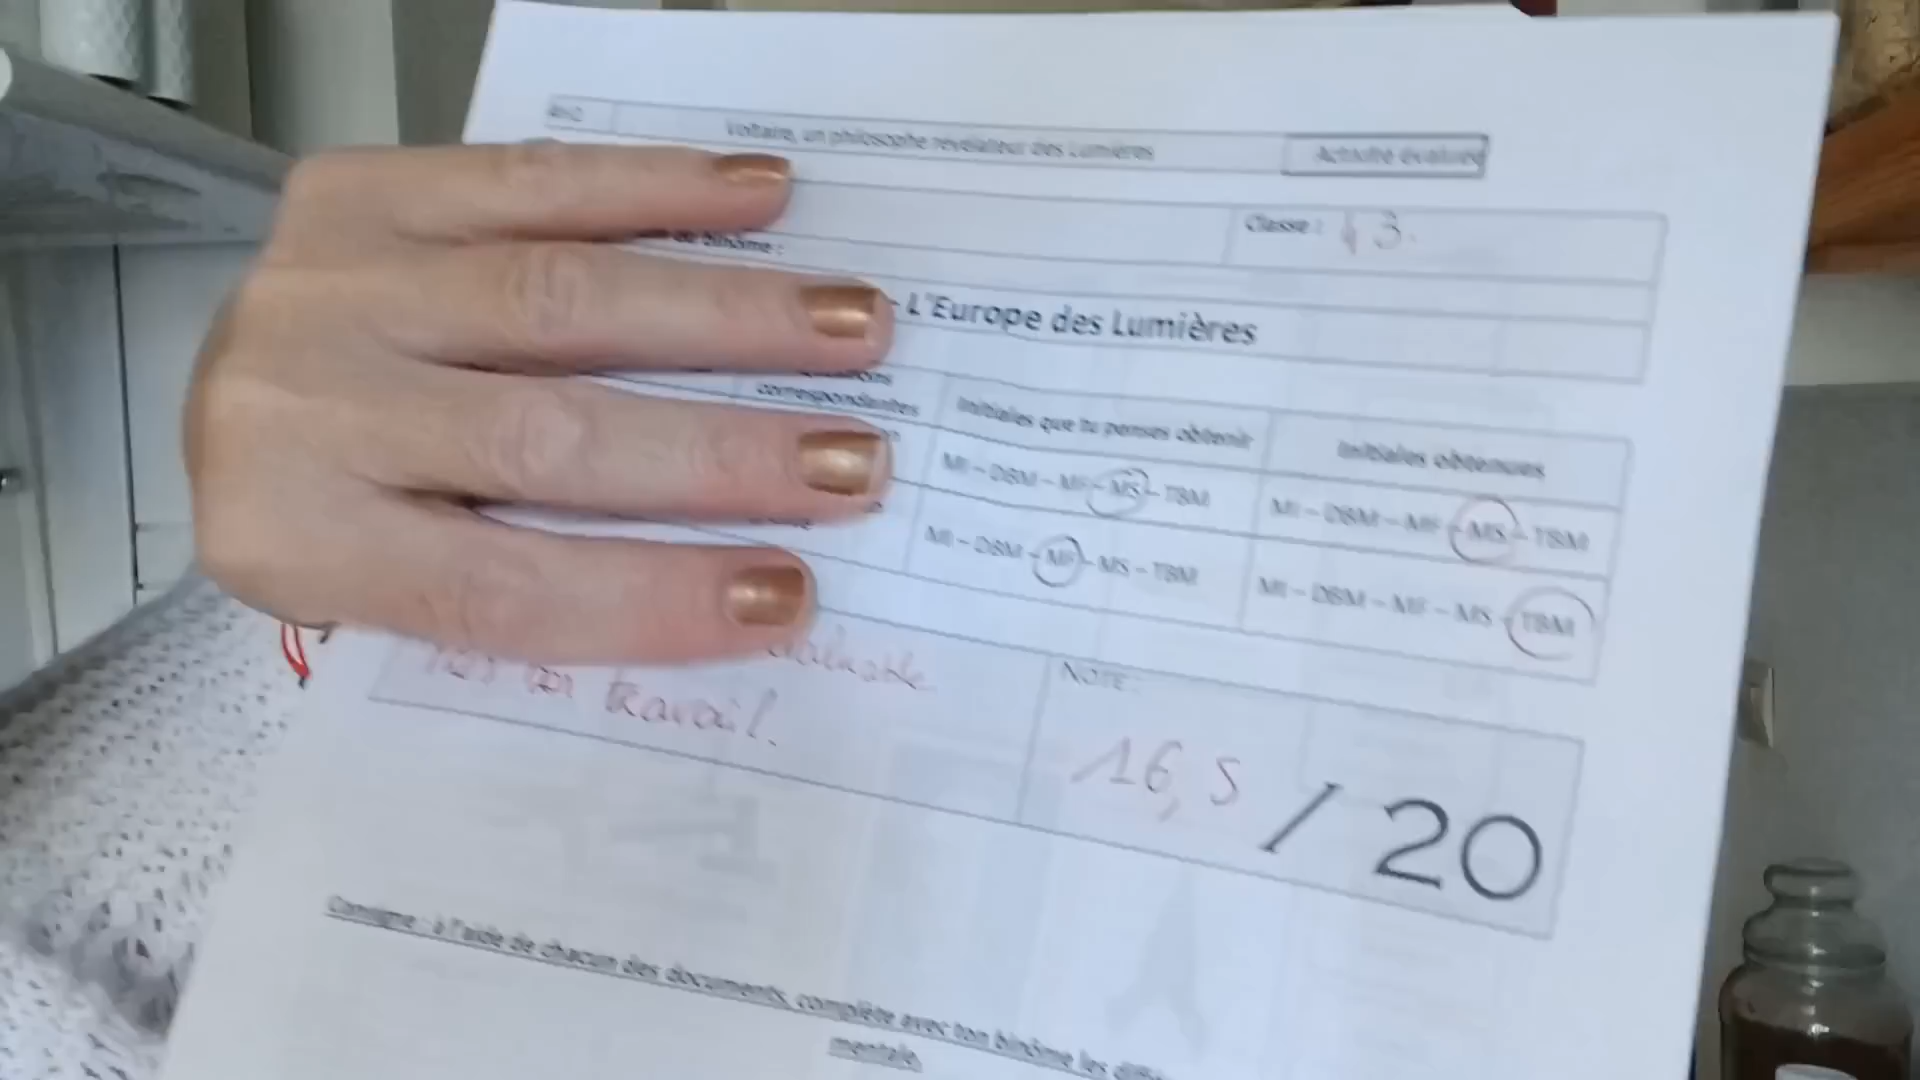 4H2
Voltaire, un philosophe révélateur des Lumières
Activité évaluée
Classe : 43.
binôme :
- L'Europe des Lumières
correspondantes
Initiales que tu penses obtenir
Initiales obtenues
MI – DBM – MF – MS – TBM
MI – DBM – MF – MS – TBM
MI – DBM – MF – MS – TBM
MI – DBM – MF – MS – TBM
travail.
NOTE :
16,5 / 20
Consigne : à l'aide de chacun des documents, complète avec ton binôme les
mentale.